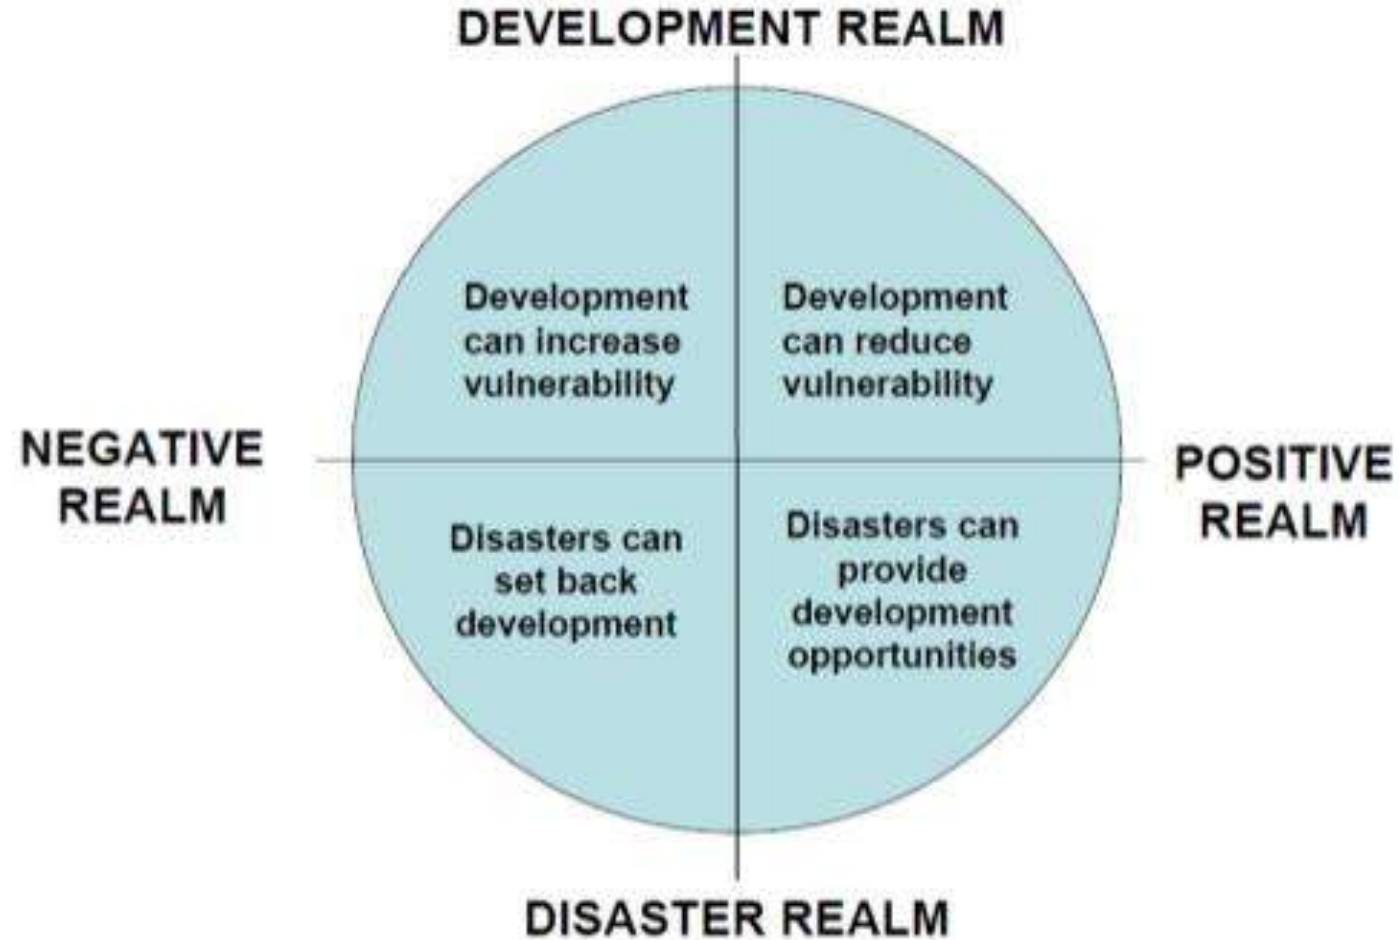 DEVELOPMENT REALM
Development
can increase
vulnerability
Development
can reduce
vulnerability
NEGATIVE
REALM
POSITIVE
REALM
Disasters can
set back
development
Disasters can
provide
development
opportunities
DISASTER REALM